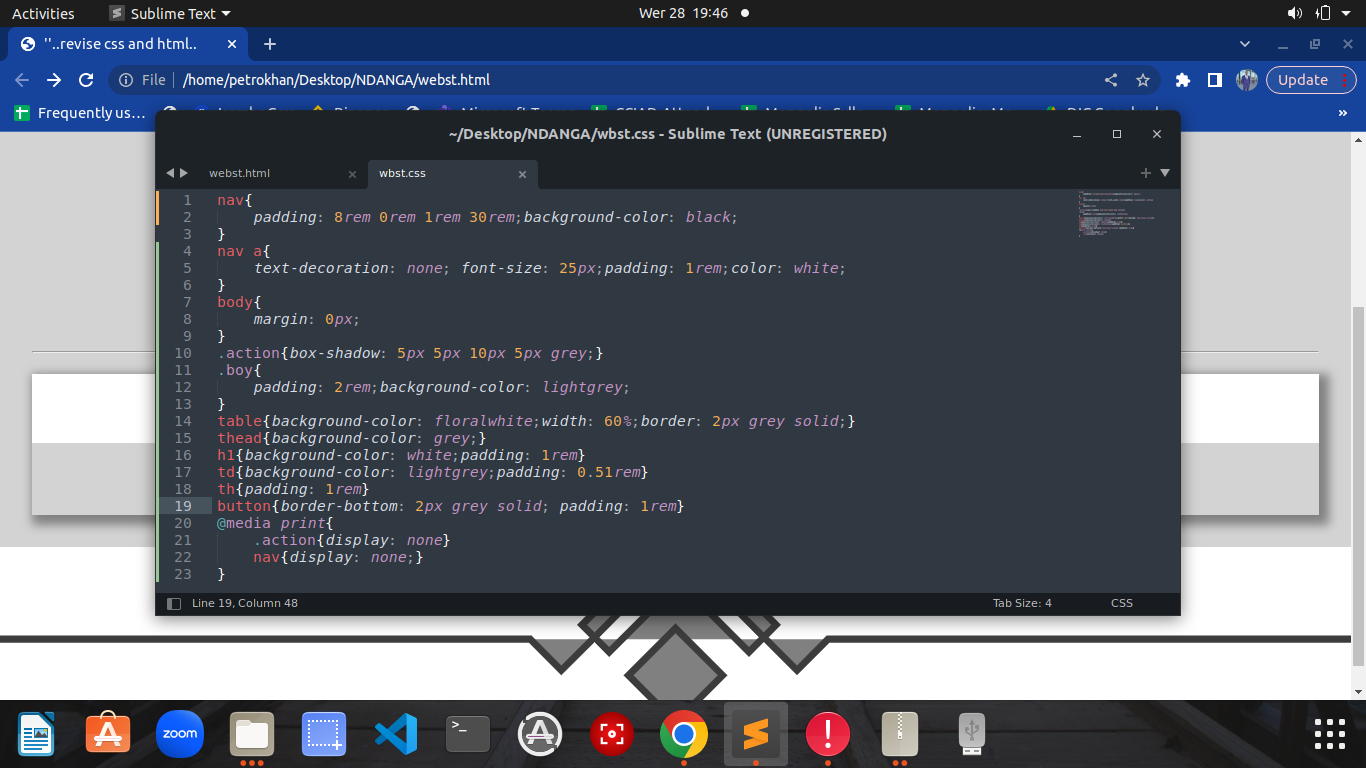 Activities Sublime Text Wer 28 19:46
''..revise css and html..
File /home/petrokhan/Desktop/NDANGA/webst.html Update
Frequently us...
~/Desktop/NDANGA/wbst.css - Sublime Text (UNREGISTERED)
webst.html wbst.css
1 nav{
2 padding: 8rem 0rem 1rem 30rem;background-color: black;
3 }
4 nav a{
5 text-decoration: none; font-size: 25px;padding: 1rem;color: white;
6 }
7 body{
8 margin: 0px;
9 }
10 .action{box-shadow: 5px 5px 10px 5px grey;}
11 .boy{
12 padding: 2rem;background-color: lightgrey;
13 }
14 table{background-color: floralwhite;width: 60%;border: 2px grey solid;}
15 thead{background-color: grey;}
16 h1{background-color: white;padding: 1rem}
17 td{background-color: lightgrey;padding: 0.51rem}
18 th{padding: 1rem}
19 button{border-bottom: 2px grey solid; padding: 1rem}
20 @media print{
21 .action{display: none}
22 nav{display: none;}
23 }
Line 19, Column 48 Tab Size: 4 CSS
zoom